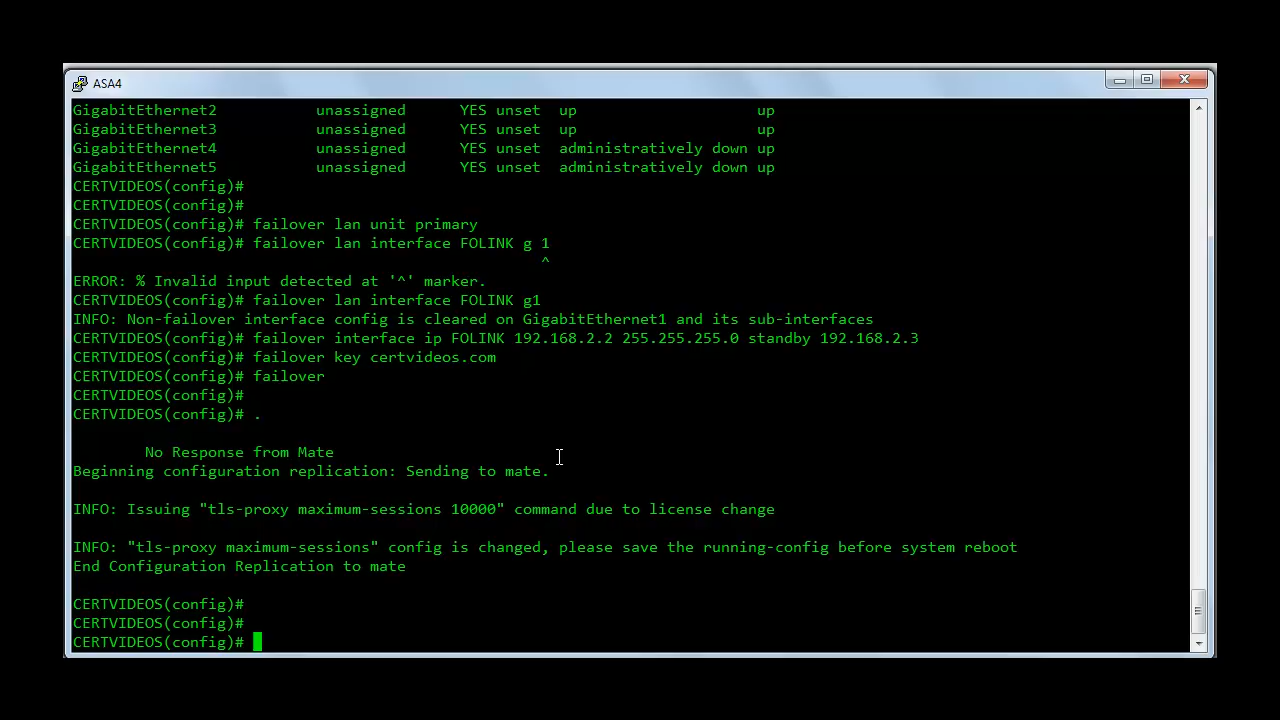 ASA4
GigabitEthernet2 unassigned YES unset up up
GigabitEthernet3 unassigned YES unset up up
GigabitEthernet4 unassigned YES unset administratively down up
GigabitEthernet5 unassigned YES unset administratively down up
CERTVIDEOS(config)#
CERTVIDEOS(config)#
CERTVIDEOS(config)# failover lan unit primary
CERTVIDEOS(config)# failover lan interface FOLINK g 1
^
ERROR: % Invalid input detected at '^' marker.
CERTVIDEOS(config)# failover lan interface FOLINK g1
INFO: Non-failover interface config is cleared on GigabitEthernet1 and its sub-interfaces
CERTVIDEOS(config)# failover interface ip FOLINK 192.168.2.2 255.255.255.0 standby 192.168.2.3
CERTVIDEOS(config)# failover key certvideos.com
CERTVIDEOS(config)# failover
CERTVIDEOS(config)#
CERTVIDEOS(config)# .
No Response from Mate
Beginning configuration replication: Sending to mate.
INFO: Issuing "tls-proxy maximum-sessions 10000" command due to license change
INFO: "tls-proxy maximum-sessions" config is changed, please save the running-config before system reboot
End Configuration Replication to mate
CERTVIDEOS(config)#
CERTVIDEOS(config)#
CERTVIDEOS(config)#